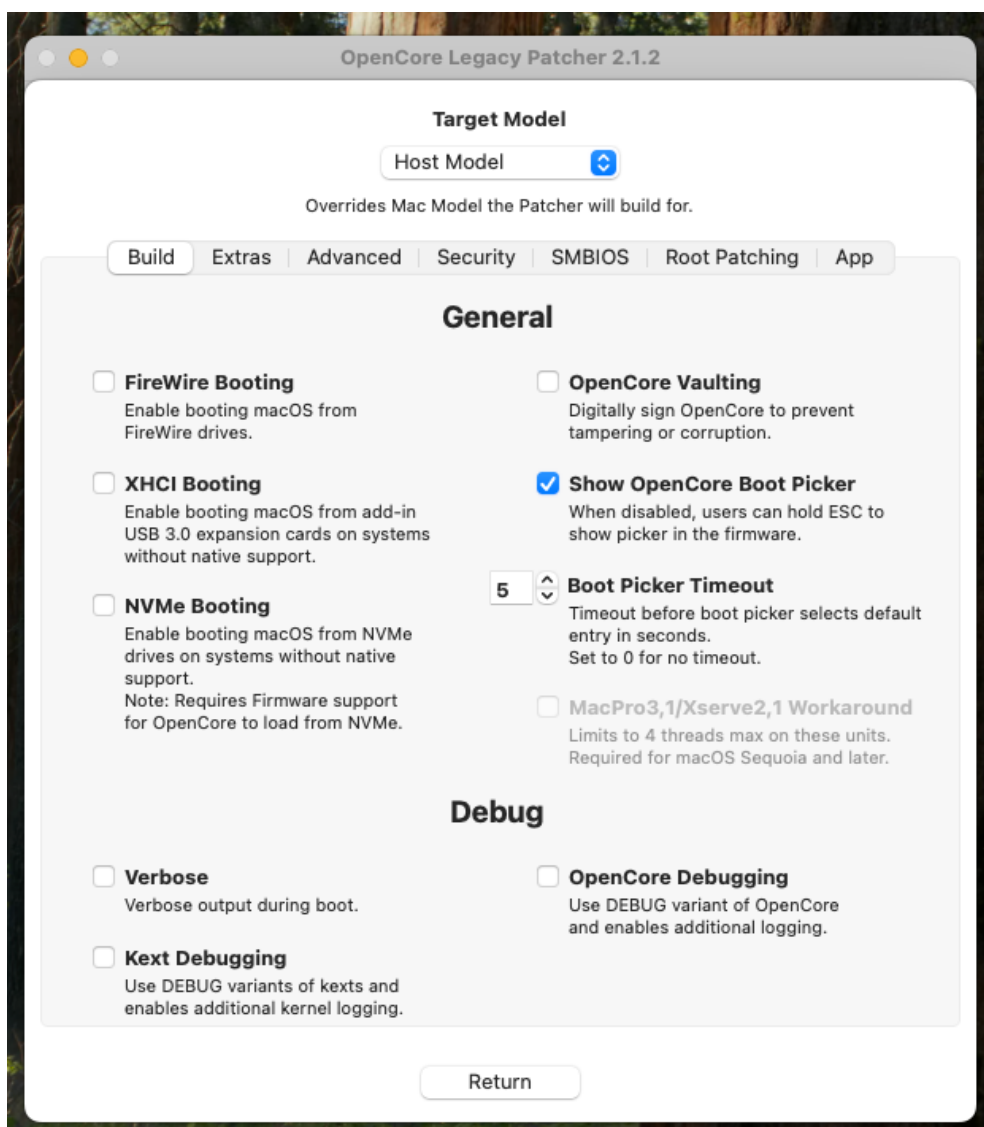 OpenCore Legacy Patcher 2.1.2
Target Model
Host Model
Overrides Mac Model the Patcher will build for.
Build Extras Advanced Security SMBIOS Root Patching App
General
FireWire Booting
Enable booting macOS from
FireWire drives.
XHCI Booting
Enable booting macOS from add-in
USB 3.0 expansion cards on systems
without native support.
NVMe Booting
Enable booting macOS from NVMe
drives on systems without native
support.
Note: Requires Firmware support
for OpenCore to load from NVMe.
OpenCore Vaulting
Digitally sign OpenCore to prevent
tampering or corruption.
Show OpenCore Boot Picker
When disabled, users can hold ESC to
show picker in the firmware.
5 Boot Picker Timeout
Timeout before boot picker selects default
entry in seconds.
Set to 0 for no timeout.
MacPro3,1/Xserve2,1 Workaround
Limits to 4 threads max on these units.
Required for macOS Sequoia and later.
Debug
Verbose
Verbose output during boot.
Kext Debugging
Use DEBUG variants of kexts and
enables additional kernel logging.
OpenCore Debugging
Use DEBUG variant of OpenCore
and enables additional logging.
Return